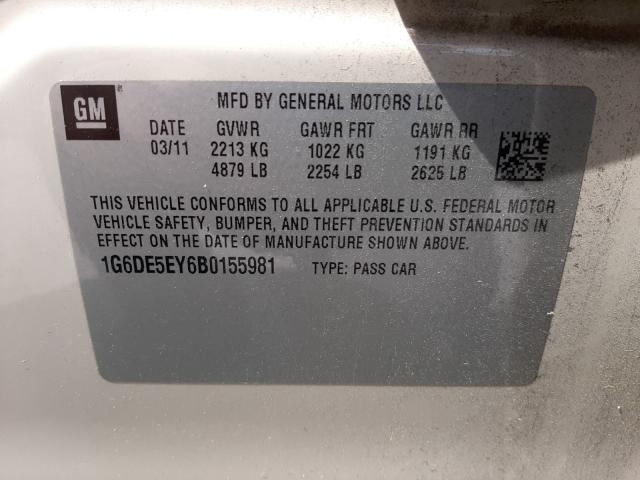 GM
MFD BY GENERAL MOTORS LLC
DATE GVWR GAWR FRT GAWR RR
03/11 2213 KG 1022 KG 1191 KG
4879 LB 2254 LB 2625 LB
THIS VEHICLE CONFORMS TO ALL APPLICABLE U.S. FEDERAL MOTOR
VEHICLE SAFETY, BUMPER, AND THEFT PREVENTION STANDARDS IN
EFFECT ON THE DATE OF MANUFACTURE SHOWN ABOVE.
1G6DE5EY6B0155981 TYPE: PASS CAR